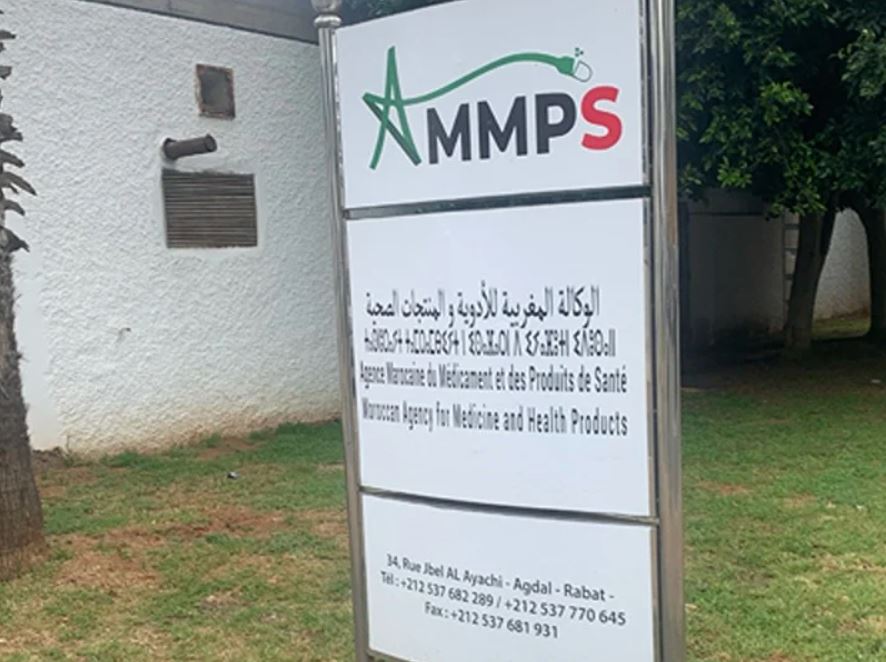 AMMPS
الوكالة المغربية للأدوية و المنتجات الصحية
Agence Marocaine du Médicament et des Produits de Santé
Moroccan Agency for Medicine and Health Products
34, Rue Jbel AL Ayachi - Agdal - Rabat -
Tél : +212 537 682 289 / +212 537 770 645
Fax : +212 537 681 931